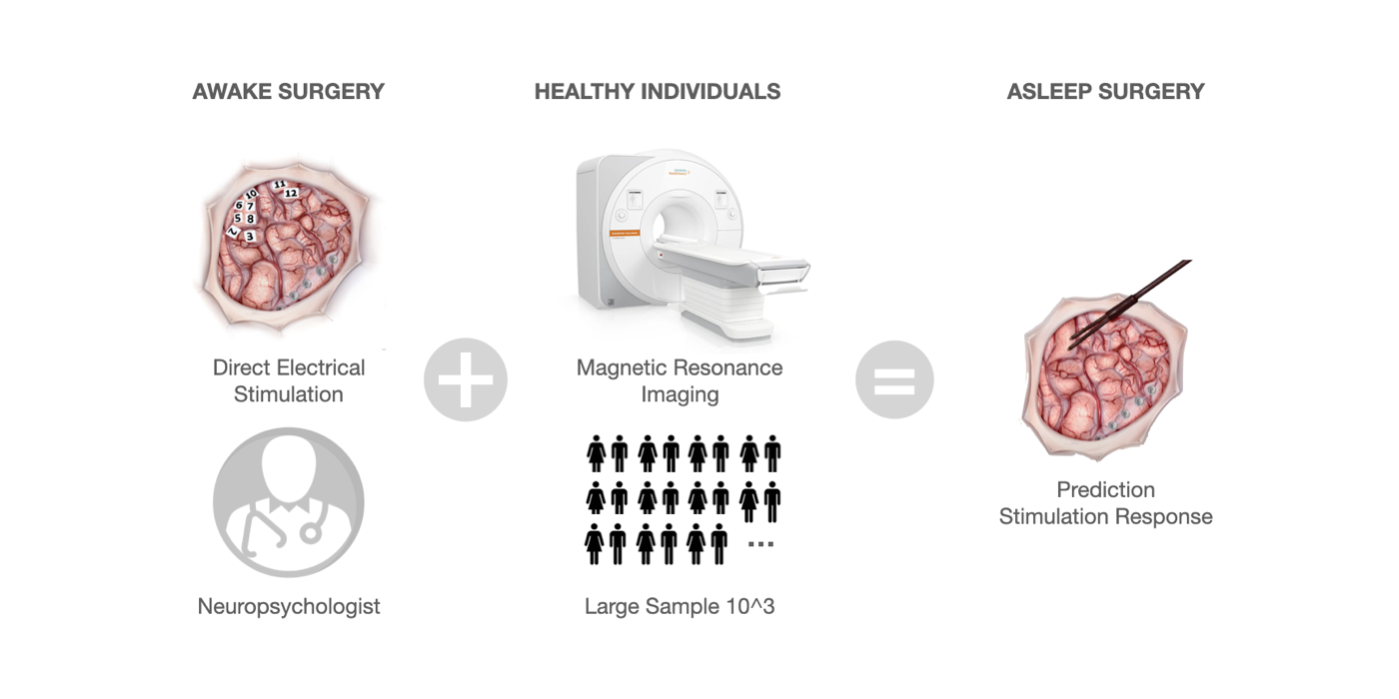 AWAKE SURGERY
HEALTHY INDIVIDUALS
ASLEEP SURGERY
11
10
12
6 7
5 8
2
3
Direct Electrical
Stimulation
Magnetic Resonance
Imaging
Neuropsychologist
...
Large Sample 10^3
Prediction
Stimulation Response